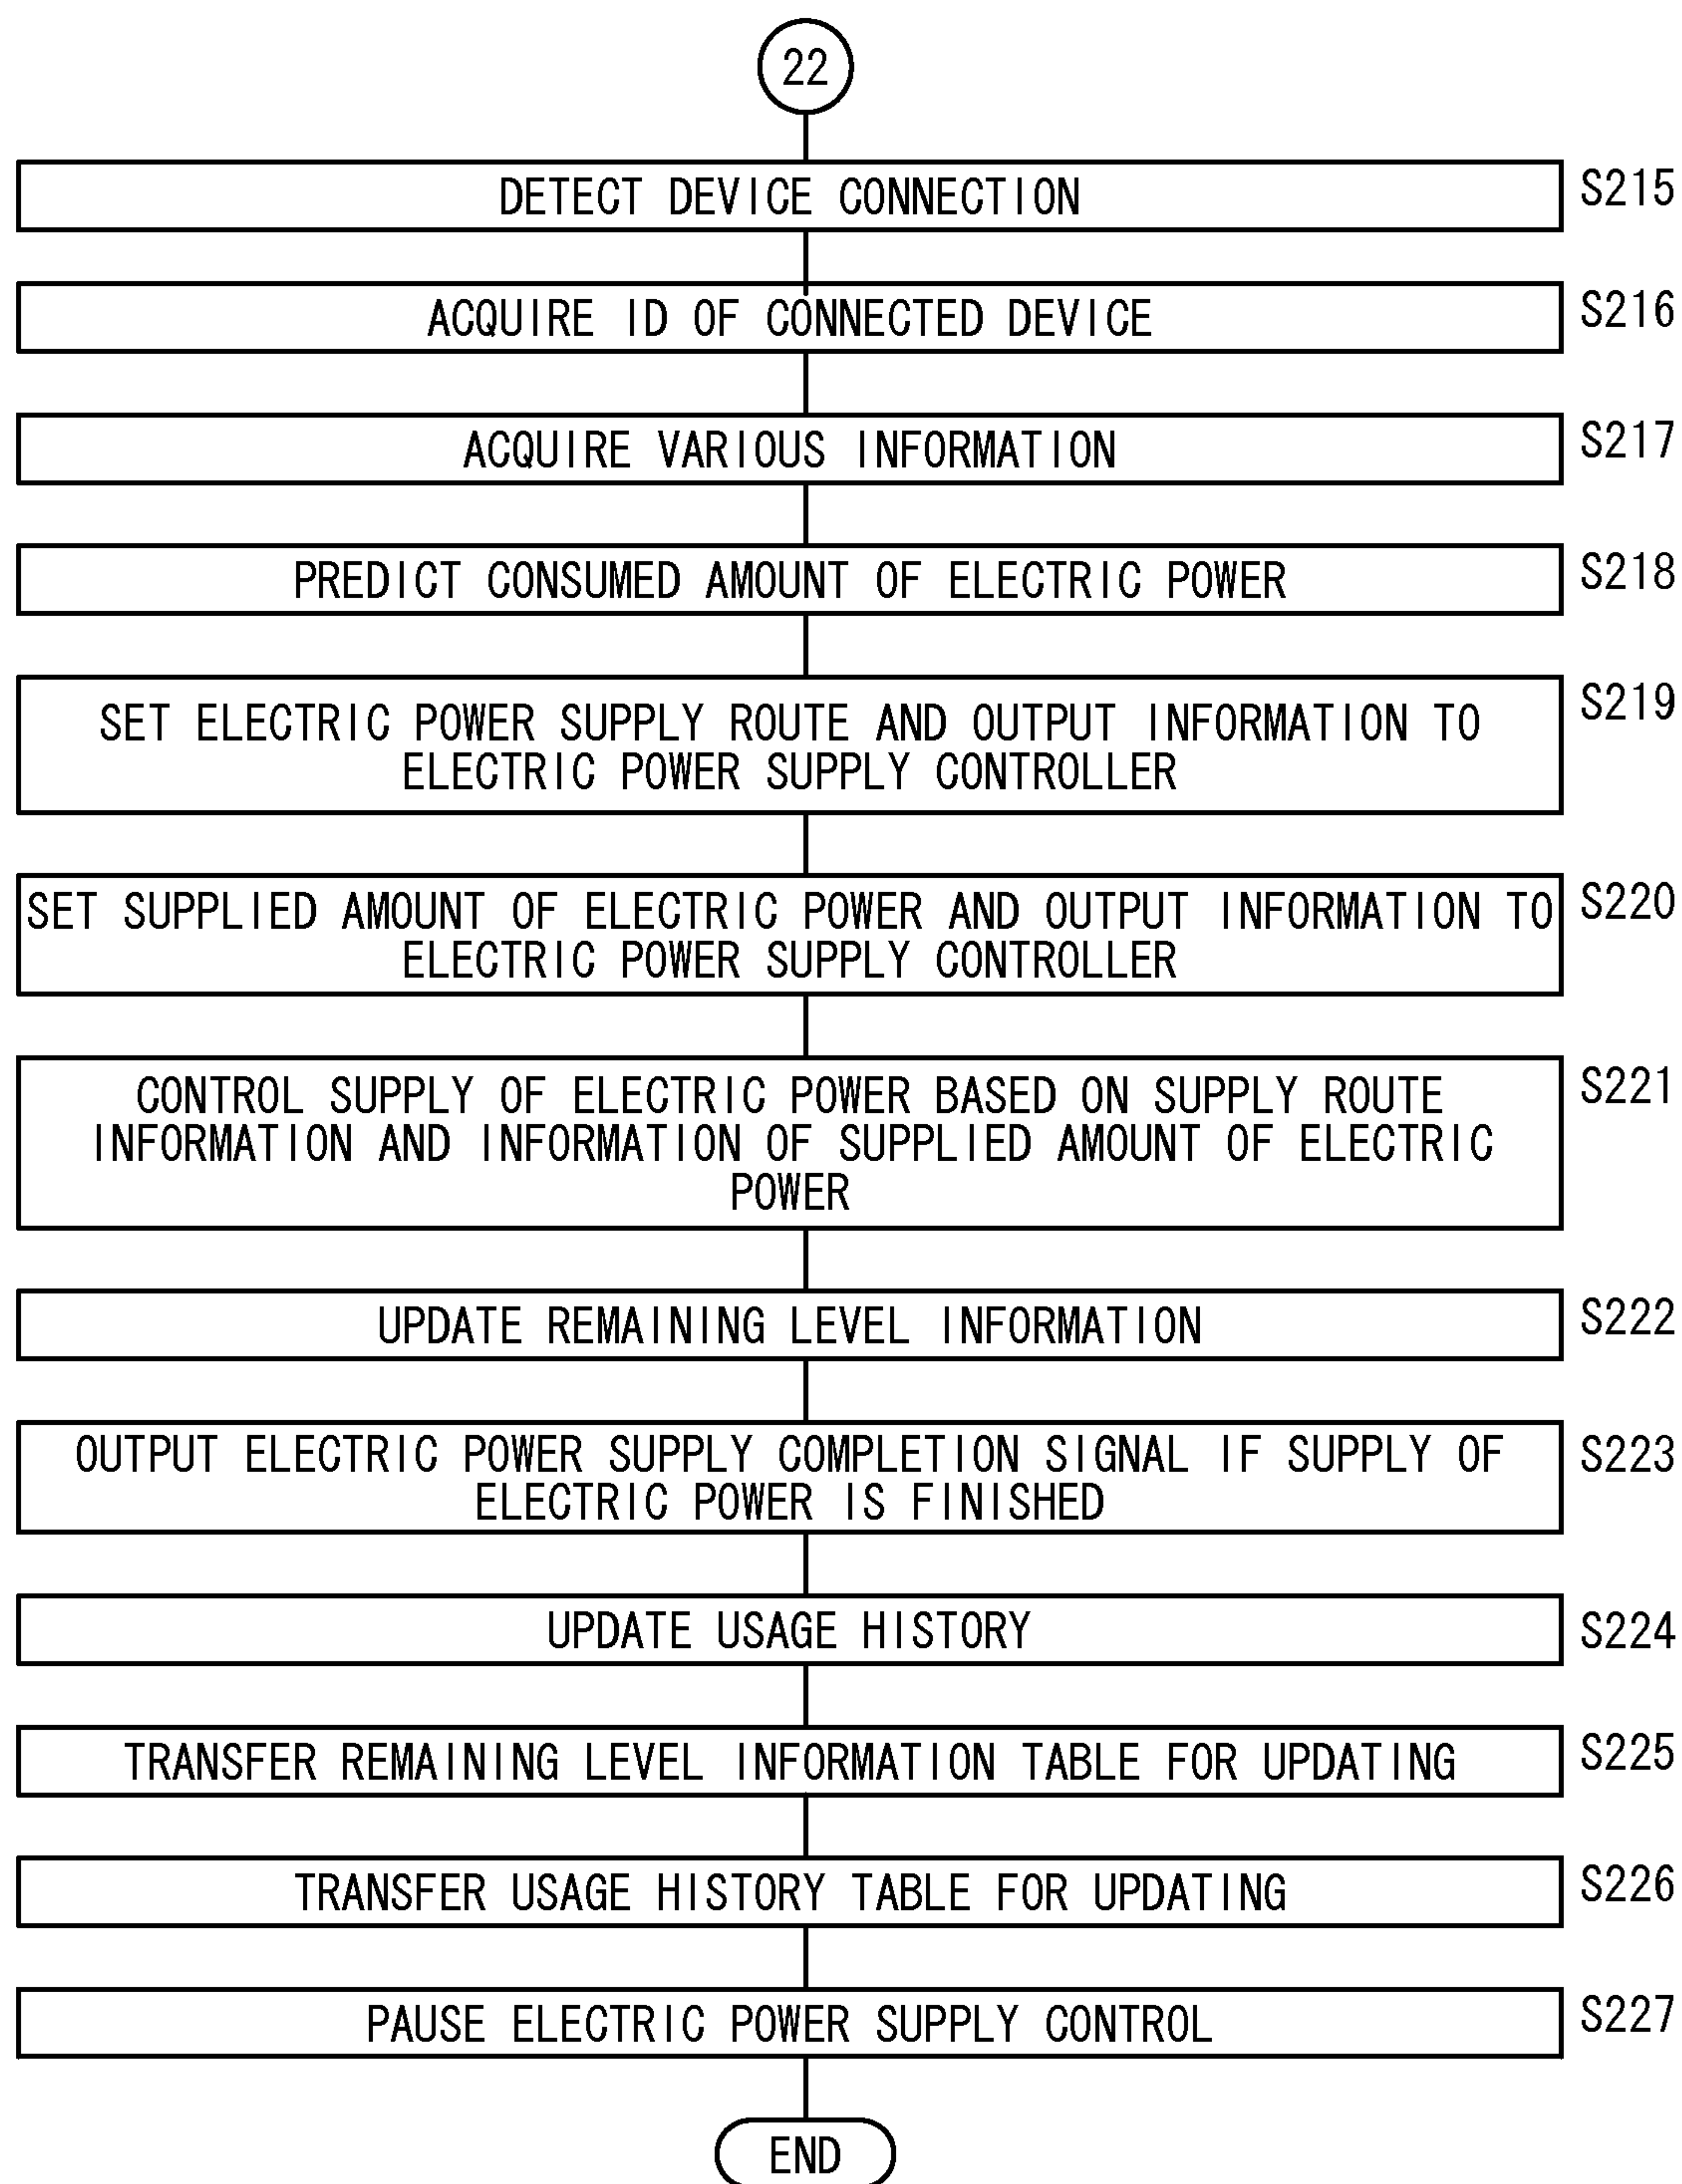 22
DETECT DEVICE CONNECTION
S215
ACQUIRE ID OF CONNECTED DEVICE
S216
ACQUIRE VARIOUS INFORMATION
S217
PREDICT CONSUMED AMOUNT OF ELECTRIC POWER
S218
SET ELECTRIC POWER SUPPLY ROUTE AND OUTPUT INFORMATION TO
ELECTRIC POWER SUPPLY CONTROLLER
S219
SET SUPPLIED AMOUNT OF ELECTRIC POWER AND OUTPUT INFORMATION TO
ELECTRIC POWER SUPPLY CONTROLLER
S220
CONTROL SUPPLY OF ELECTRIC POWER BASED ON SUPPLY ROUTE
INFORMATION AND INFORMATION OF SUPPLIED AMOUNT OF ELECTRIC
POWER
S221
UPDATE REMAINING LEVEL INFORMATION
S222
OUTPUT ELECTRIC POWER SUPPLY COMPLETION SIGNAL IF SUPPLY OF
ELECTRIC POWER IS FINISHED
S223
UPDATE USAGE HISTORY
S224
TRANSFER REMAINING LEVEL INFORMATION TABLE FOR UPDATING
S225
TRANSFER USAGE HISTORY TABLE FOR UPDATING
S226
PAUSE ELECTRIC POWER SUPPLY CONTROL
S227
END